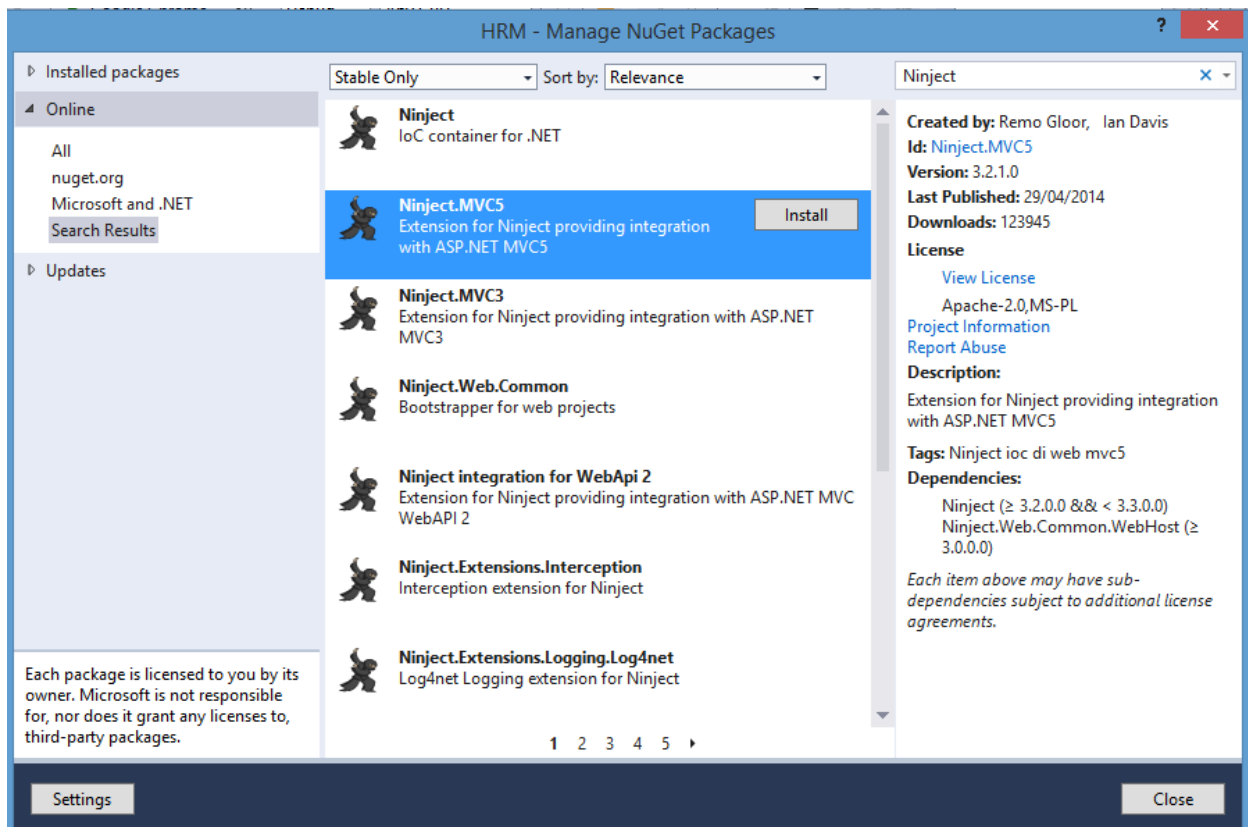 HRM - Manage NuGet Packages
?
Installed packages
Online
All
nuget.org
Microsoft and .NET
Search Results
Updates
Each package is licensed to you by its
owner. Microsoft is not responsible
for, nor does it grant any licenses to,
third-party packages.
Stable Only
Sort by:
Relevance
Ninject
IoC container for .NET
Ninject.MVC5
Extension for Ninject providing integration
with ASP.NET MVC5
Install
Ninject.MVC3
Extension for Ninject providing integration with ASP.NET
MVC3
Ninject.Web.Common
Bootstrapper for web projects
Ninject integration for WebApi 2
Extension for Ninject providing integration with ASP.NET MVC
WebAPI 2
Ninject.Extensions.Interception
Interception extension for Ninject
Ninject.Extensions.Logging.Log4net
Log4net Logging extension for Ninject
1 2 3 4 5
Ninject
Created by: Remo Gloor, Ian Davis
Id: Ninject.MVC5
Version: 3.2.1.0
Last Published: 29/04/2014
Downloads: 123945
License
View License
Apache-2.0,MS-PL
Project Information
Report Abuse
Description:
Extension for Ninject providing integration
with ASP.NET MVC5
Tags: Ninject ioc di web mvc5
Dependencies:
Ninject (≥ 3.2.0.0 && < 3.3.0.0)
Ninject.Web.Common.WebHost (≥
3.0.0.0)
Each item above may have sub-
dependencies subject to additional license
agreements.
Settings
Close